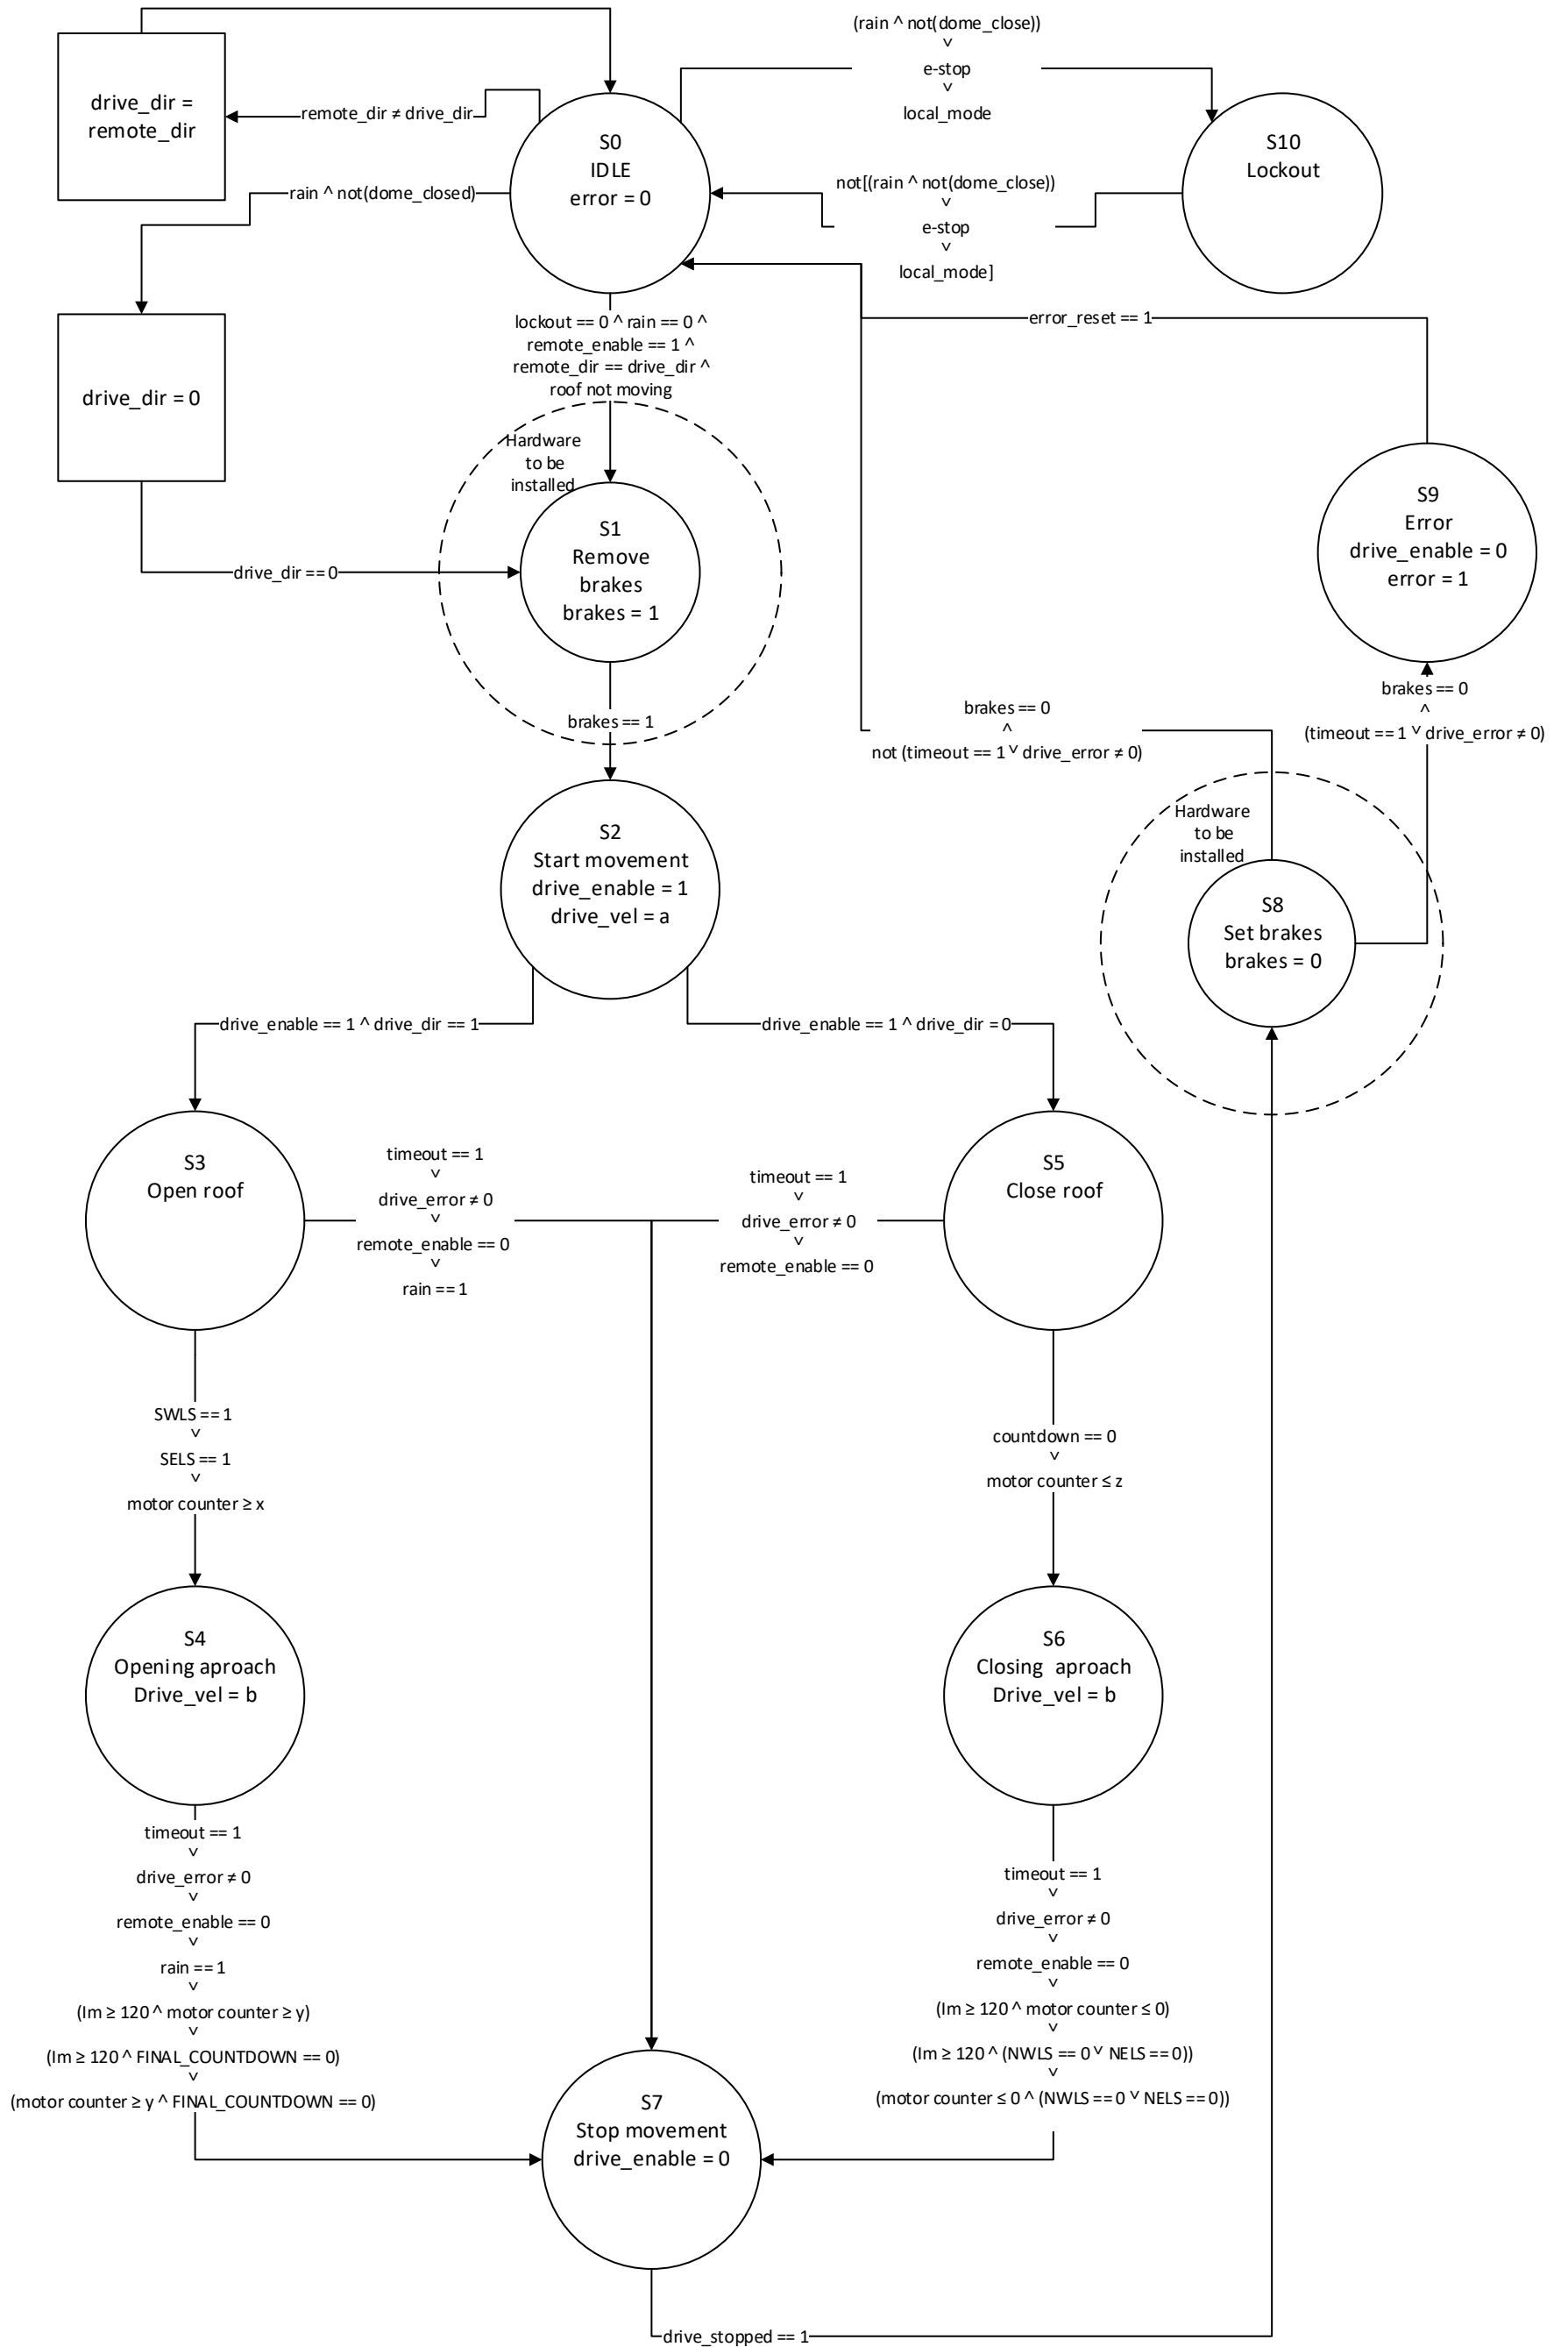 drive_dir =
remote_dir
remote_dir ≠ drive_dir
rain ^ not(dome_closed)
S0
IDLE
error = 0
(rain ^ not(dome_close))
v
e-stop
v
local_mode
S10
Lockout
not[(rain ^ not(dome_close))
v
e-stop
v
local_mode]
error_reset == 1
lockout == 0 ^ rain == 0 ^
remote_enable == 1 ^
remote_dir == drive_dir ^
roof not moving
drive_dir = 0
Hardware
to be
installed
S1
Remove
brakes
brakes = 1
drive_dir == 0
S9
Error
drive_enable = 0
error = 1
brakes == 1
brakes == 0
^
not (timeout == 1 v drive_error ≠ 0)
brakes == 0
^
(timeout == 1 v drive_error ≠ 0)
S2
Start movement
drive_enable = 1
drive_vel = a
Hardware
to be
installed
S8
Set brakes
brakes = 0
drive_enable == 1 ^ drive_dir == 1
drive_enable == 1 ^ drive_dir = 0
S3
Open roof
timeout == 1
v
drive_error ≠ 0
v
remote_enable == 0
v
rain == 1
timeout == 1
v
drive_error ≠ 0
v
remote_enable == 0
S5
Close roof
SWLS == 1
v
SELS == 1
v
motor counter ≥ x
countdown == 0
v
motor counter ≤ z
S4
Opening aproach
Drive_vel = b
S6
Closing aproach
Drive_vel = b
timeout == 1
v
drive_error ≠ 0
v
remote_enable == 0
v
rain == 1
v
(Im ≥ 120 ^ motor counter ≥ y)
v
(Im ≥ 120 ^ FINAL_COUNTDOWN == 0)
v
(motor counter ≥ y ^ FINAL_COUNTDOWN == 0)
timeout == 1
v
drive_error ≠ 0
v
remote_enable == 0
v
(Im ≥ 120 ^ motor counter ≤ 0)
v
(Im ≥ 120 ^ (NWLS == 0 v NELS == 0))
v
(motor counter ≤ 0 ^ (NWLS == 0 v NELS == 0))
S7
Stop movement
drive_enable = 0
drive_stopped == 1